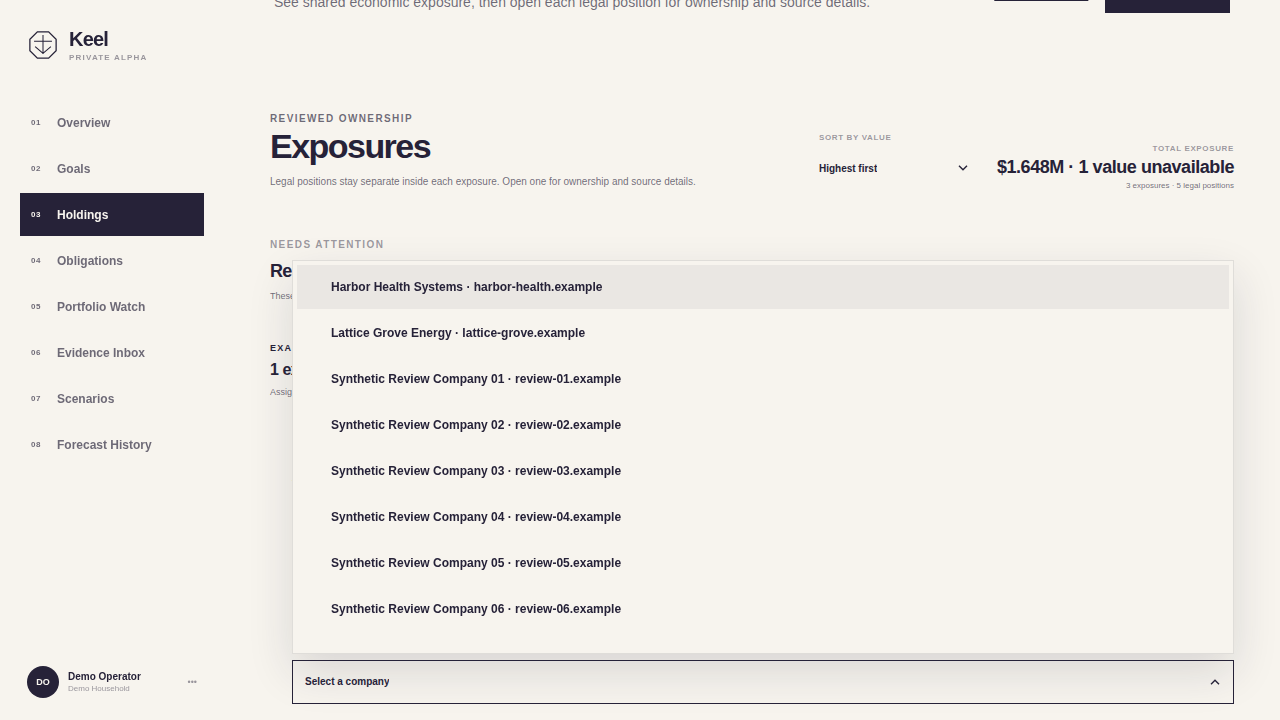 See shared economic exposure, then open each legal position for ownership and source details.
Keel
PRIVATE ALPHA
01 Overview
02 Goals
03 Holdings
04 Obligations
05 Portfolio Watch
06 Evidence Inbox
07 Scenarios
08 Forecast History
DO
Demo Operator
Demo Household
REVIEWED OWNERSHIP
Exposures
Legal positions stay separate inside each exposure. Open one for ownership and source details.
SORT BY VALUE
Highest first
TOTAL EXPOSURE
$1.648M · 1 value unavailable
3 exposures · 5 legal positions
NEEDS ATTENTION
Re
These
EXA
1 e
Assig
Harbor Health Systems · harbor-health.example
Lattice Grove Energy · lattice-grove.example
Synthetic Review Company 01 · review-01.example
Synthetic Review Company 02 · review-02.example
Synthetic Review Company 03 · review-03.example
Synthetic Review Company 04 · review-04.example
Synthetic Review Company 05 · review-05.example
Synthetic Review Company 06 · review-06.example
Select a company